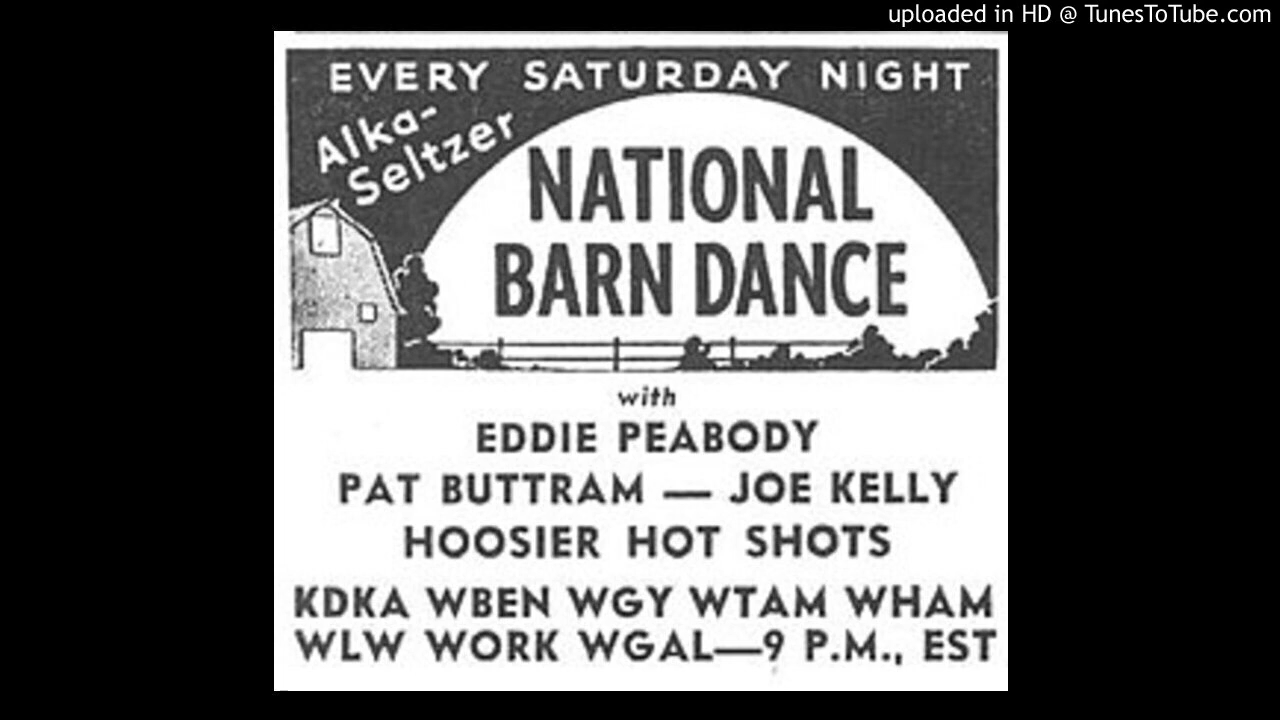 uploaded in HD @ TunesToTube.com
EVERY SATURDAY NIGHT
Alka-
Seltzer
NATIONAL
BARN DANCE
with
EDDIE PEABODY
PAT BUTTRAM — JOE KELLY
HOOSIER HOT SHOTS
KDKA WBEN WGY WTAM WHAM
WLW WORK WGAL—9 P.M., EST